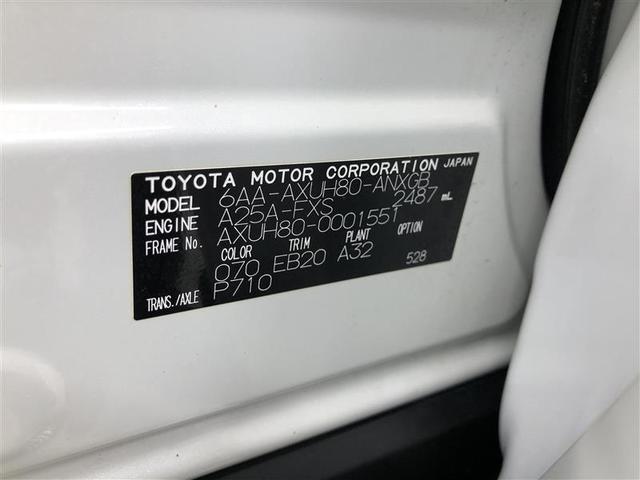 TOYOTA MOTOR CORPORATION JAPAN
MODEL 6AA-AXUH80-ANXGB
ENGINE A25A-FXS 2487 mL
FRAME No. AXUH80-0001551
COLOR TRIM PLANT OPTION
070 EB20 A32 528
TRANS./AXLE P710